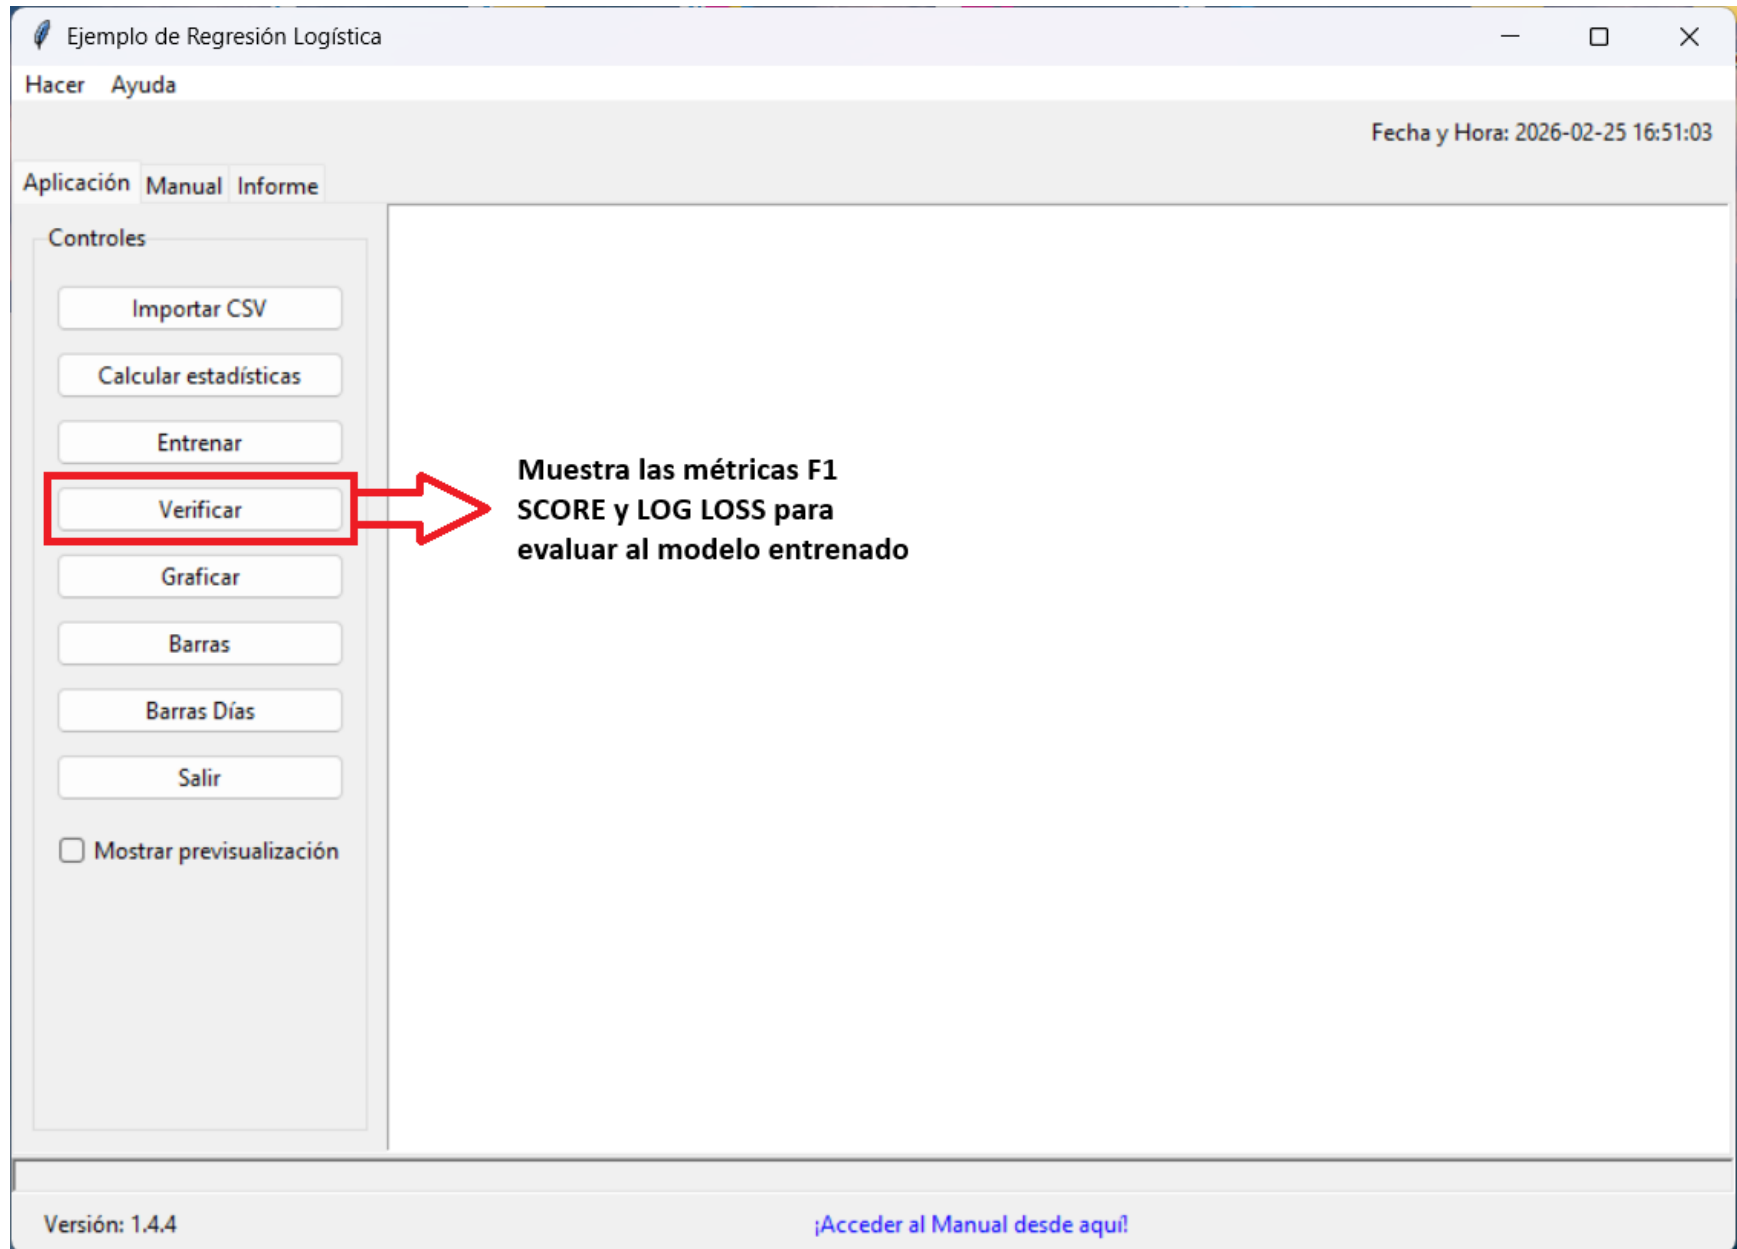 Ejemplo de Regresión Logística
Hacer Ayuda
Fecha y Hora: 2026-02-25 16:51:03
Aplicación Manual Informe
Controles
Importar CSV
Calcular estadísticas
Entrenar
Verificar
Muestra las métricas F1
SCORE y LOG LOSS para
evaluar al modelo entrenado
Graficar
Barras
Barras Días
Salir
Mostrar previsualización
Versión: 1.4.4
¡Acceder al Manual desde aquí!